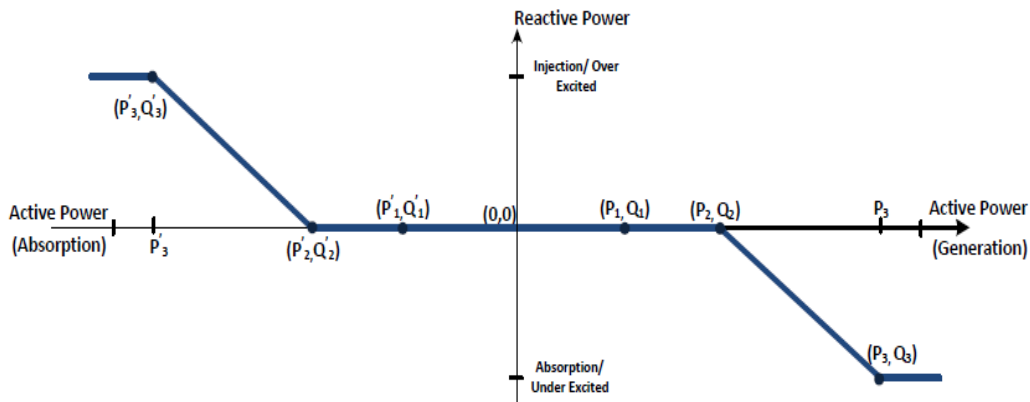 Reactive Power
Injection/ Over
Excited
(P'3,Q'3)
Active Power
(Absorption)
P'3
(P'2,Q'2)
(P'1,Q'1)
(0,0)
(P1, Q1)
(P2, Q2)
P3
Active Power
(Generation)
(P3, Q3)
Absorption/
Under Excited